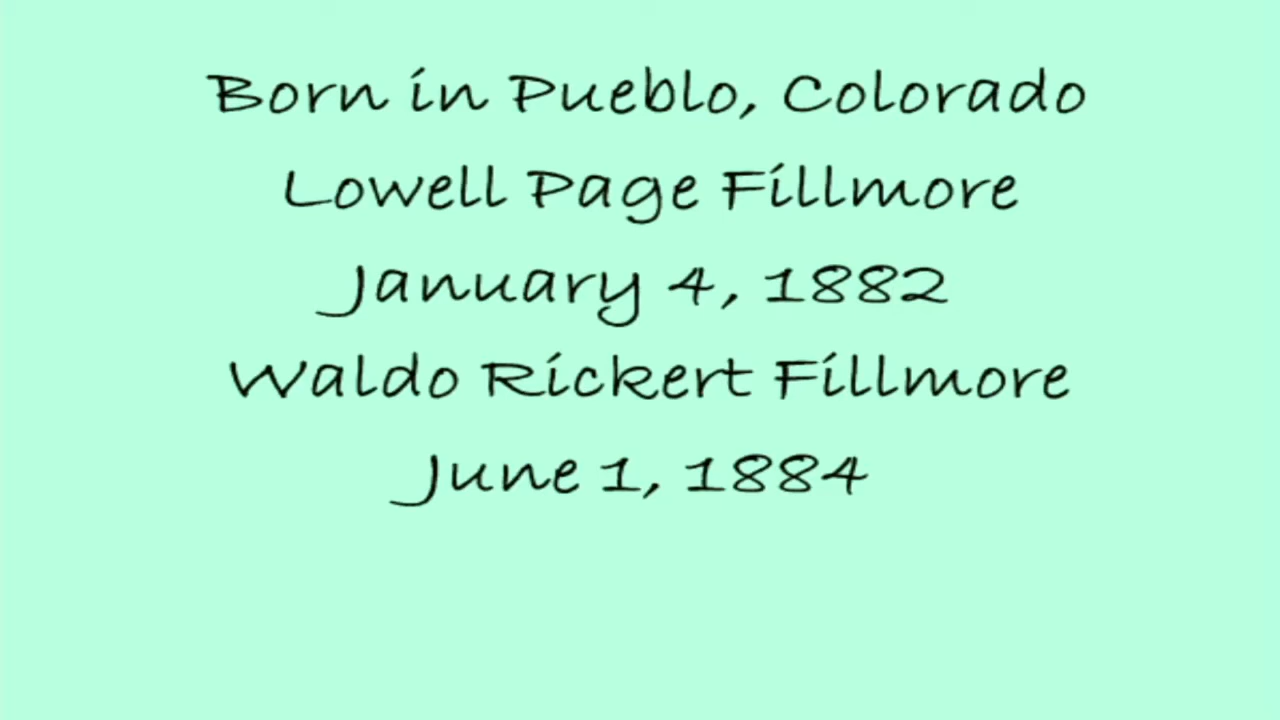 Born in Pueblo, Colorado
Lowell Page Fillmore
January 4, 1882
Waldo Rickert Fillmore
June 1, 1884